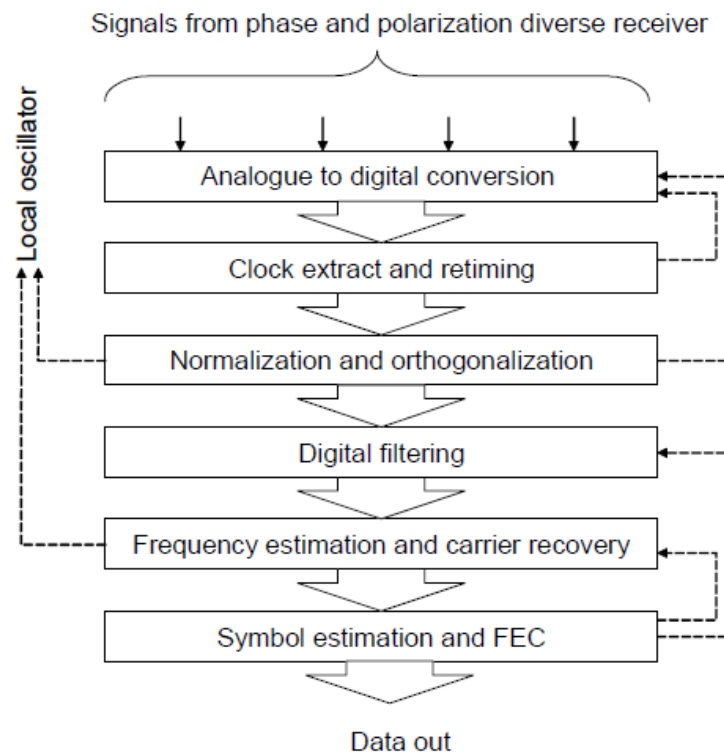 Signals from phase and polarization diverse receiver
Local oscillator
Analogue to digital conversion
Clock extract and retiming
Normalization and orthogonalization
Digital filtering
Frequency estimation and carrier recovery
Symbol estimation and FEC
Data out